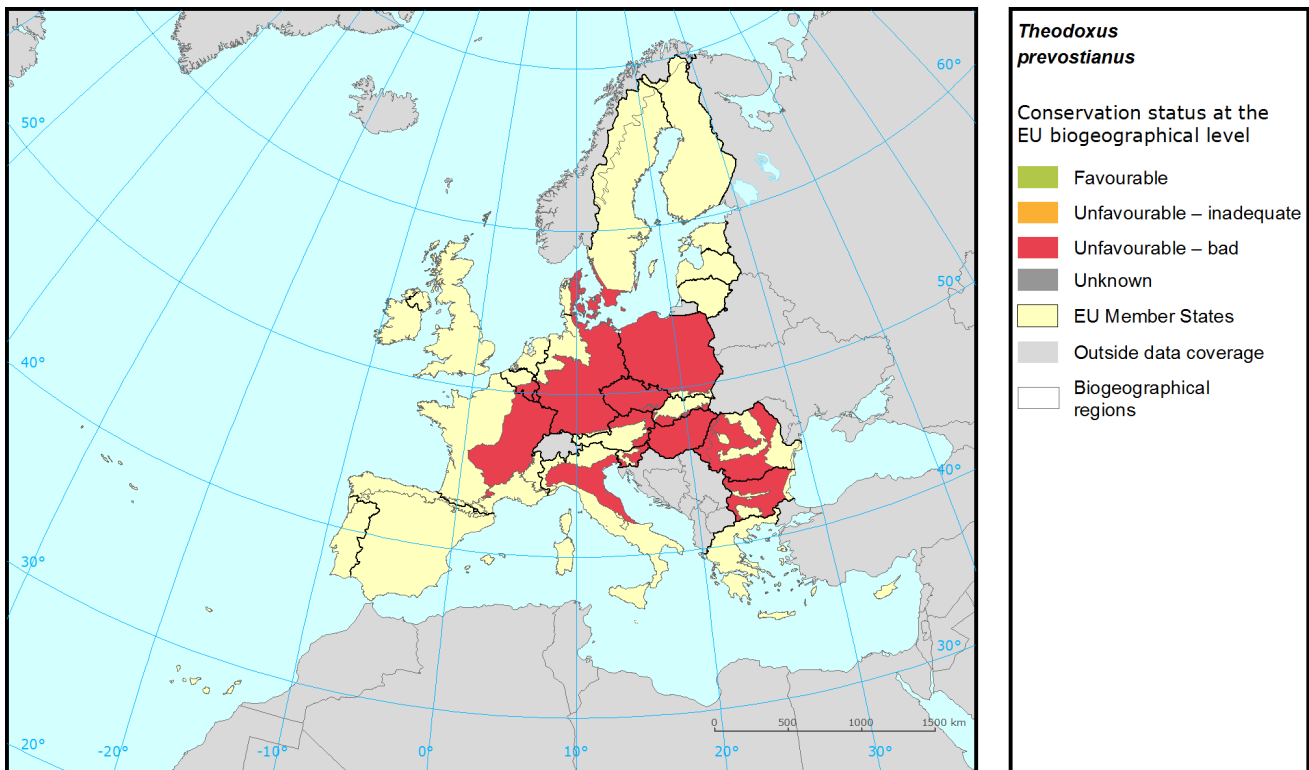 Theodoxus
prevostianus
Conservation status at the
EU biogeographical level
Favourable
Unfavourable – inadequate
Unfavourable – bad
Unknown
EU Member States
Outside data coverage
Biogeographical
regions
60°
50°
50°
40°
40°
30°
30°
20°
-20°
-10°
0°
10°
20°
30°
0 500 1000 1500 km